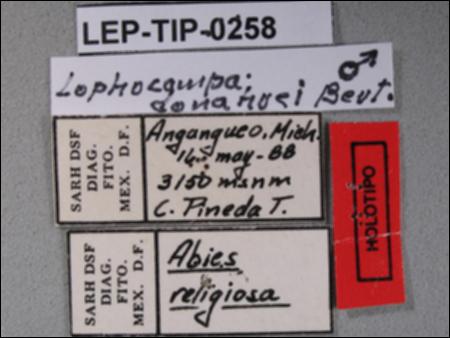 LEP-TIP-0258
Lophocampa: ♂
donahuei Beut.
SARH DSF
DIAG.
FITO.
MEX. D.F.
Angangueo, Mich.
may-88
3150 msnm
C. Pineda T.
HOLOTIPO
SARH DSF
DIAG.
FITO.
MEX. D.F.
Abies
religiosa